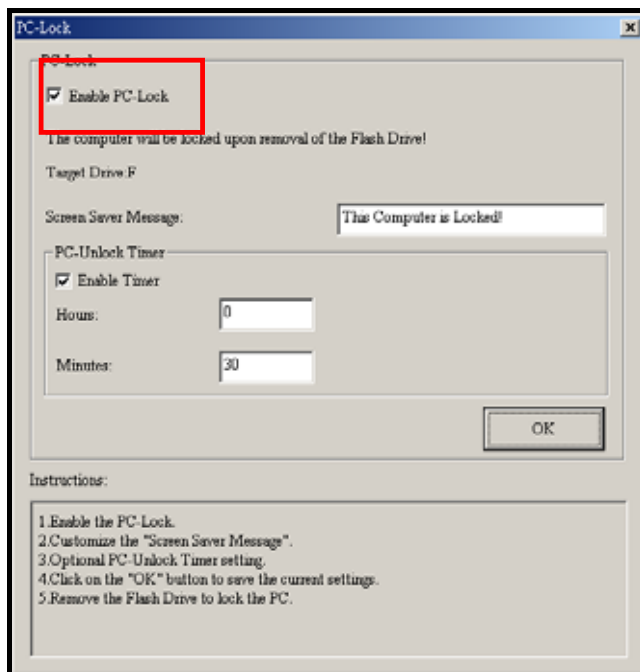 PC-Lock
PC-Lock
Enable PC-Lock
The computer will be locked upon removal of the Flash Drive!
Target Drive:F
Screen Saver Message:
This Computer is Locked!
PC-Unlock Timer
Enable Timer
Hours:
0
Minutes:
30
OK
Instructions:
1.Enable the PC-Lock.
2.Customize the "Screen Saver Message".
3.Optional PC-Unlock Timer setting.
4.Click on the "OK" button to save the current settings.
5.Remove the Flash Drive to lock the PC.